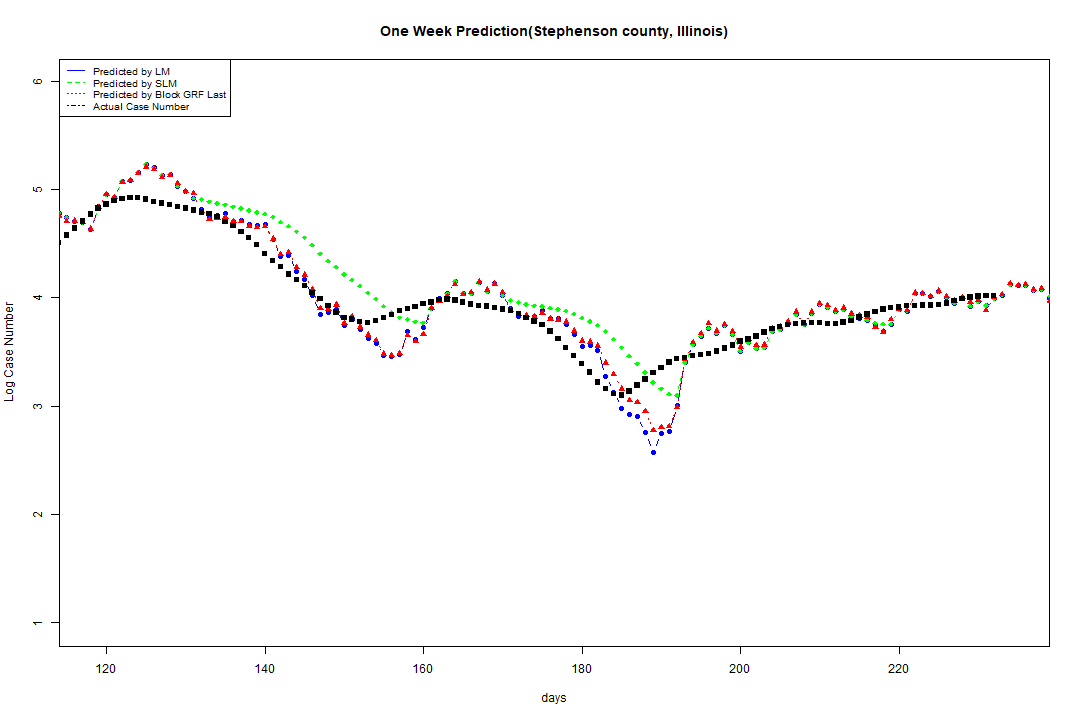 One Week Prediction(Stephenson county, Illinois)
Predicted by LM
Predicted by SLM
Predicted by Block GRF Last
Actual Case Number
6
5
4
3
2
1
Log Case Number
120 140 160 180 200 220
days